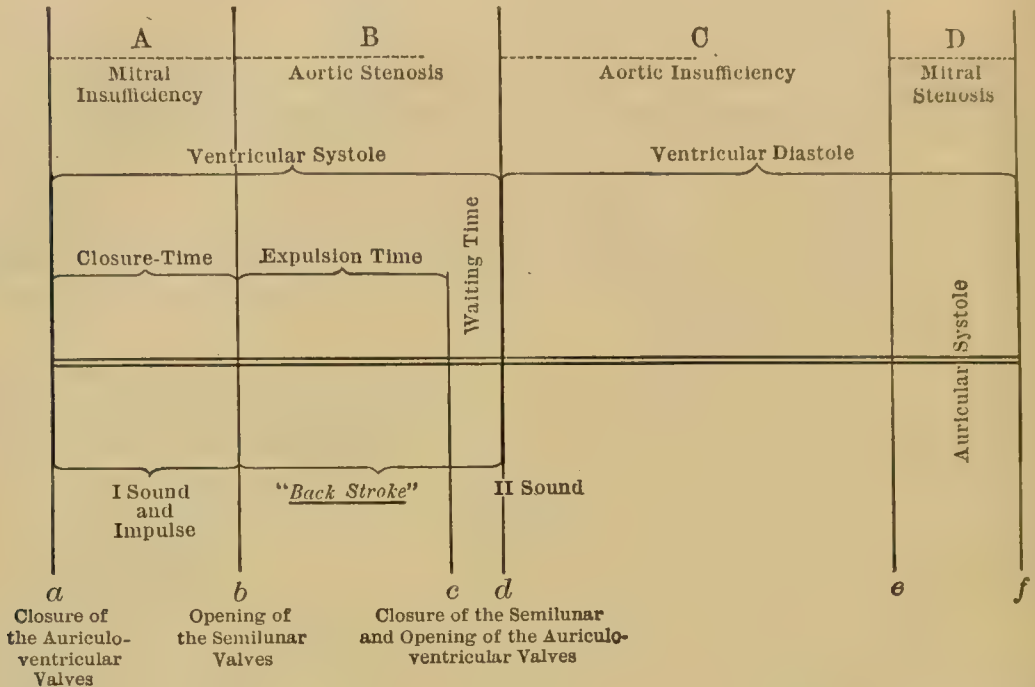 A
B
C
D
Mitral
Insufficiency
Aortic Stenosis
Aortic Insufficiency
Mitral
Stenosis
Ventricular Systole
Ventricular Diastole
Closure-Time
Expulsion Time
Waiting Time
Auricular Systole
I Sound
and
Impulse
"Back Stroke"
II Sound
a
b
c
d
e
f
Closure of
the Auriculo-
ventricular
Valves
Opening of
the Semilunar
Valves
Closure of the Semilunar
and Opening of the Auriculo-
ventricular Valves